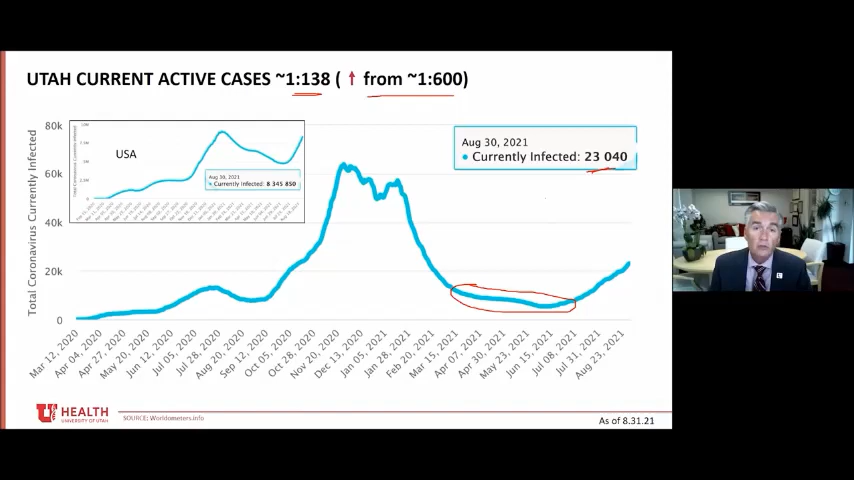 UTAH CURRENT ACTIVE CASES ~1:138 ( ↑ from ~1:600)
Total Coronavirus Currently Infected
80k
60k
40k
20k
0
USA
Aug 30, 2021
Currently Infected: 8 345 850
Aug 30, 2021
Currently Infected: 23 040
Mar 12, 2020
Apr 04, 2020
Apr 27, 2020
May 20, 2020
Jun 12, 2020
Jul 05, 2020
Jul 28, 2020
Aug 20, 2020
Sep 12, 2020
Oct 05, 2020
Oct 28, 2020
Nov 20, 2020
Dec 13, 2020
Jan 05, 2021
Jan 28, 2021
Feb 20, 2021
Mar 15, 2021
Apr 07, 2021
Apr 30, 2021
May 23, 2021
Jun 15, 2021
Jul 08, 2021
Jul 31, 2021
Aug 23, 2021
U HEALTH
UNIVERSITY OF UTAH
SOURCE: Worldometers.info
As of 8.31.21